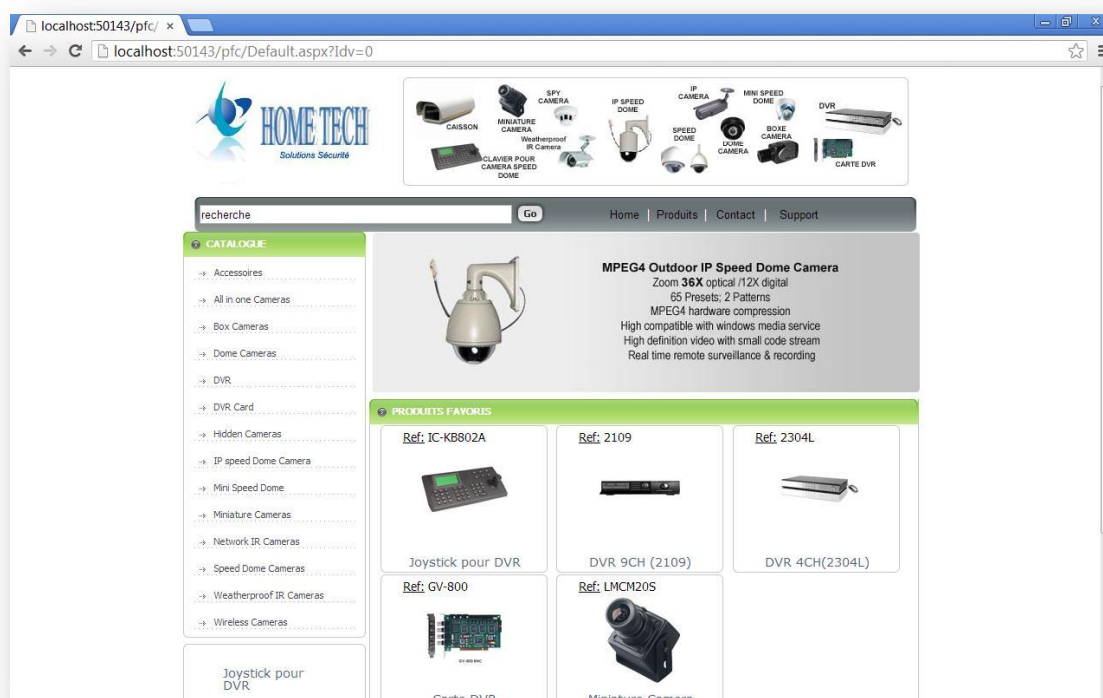 localhost:50143/pfc/
localhost:50143/pfc/Default.aspx?Idv=0
HOME TECH
Solutions Sécurité
CAISSON
MINIATURE
CAMERA
SPY
CAMERA
Weatherproof
IR Camera
CLAVIER POUR
CAMERA SPEED
DOME
IP SPEED
DOME
IP
CAMERA
SPEED
DOME
DOME
CAMERA
MINI SPEED
DOME
BOXE
CAMERA
DVR
CARTE DVR
recherche
Go
Home | Produits | Contact | Support
CATALOGUE
Accessoires
All in one Cameras
Box Cameras
Dome Cameras
DVR
DVR Card
Hidden Cameras
IP speed Dome Camera
Mini Speed Dome
Miniature Cameras
Network IR Cameras
Speed Dome Cameras
Weatherproof IR Cameras
Wireless Cameras
Joystick pour
DVR
MPEG4 Outdoor IP Speed Dome Camera
Zoom 36X optical /12X digital
65 Presets; 2 Patterns
MPEG4 hardware compression
High compatible with windows media service
High definition video with small code stream
Real time remote surveillance & recording
PRODUITS FAVORIS
Ref: IC-KB802A
Joystick pour DVR
Ref: 2109
DVR 9CH (2109)
Ref: 2304L
DVR 4CH(2304L)
Ref: GV-800
Carte DVR
Ref: LMCM20S
Miniature Camera